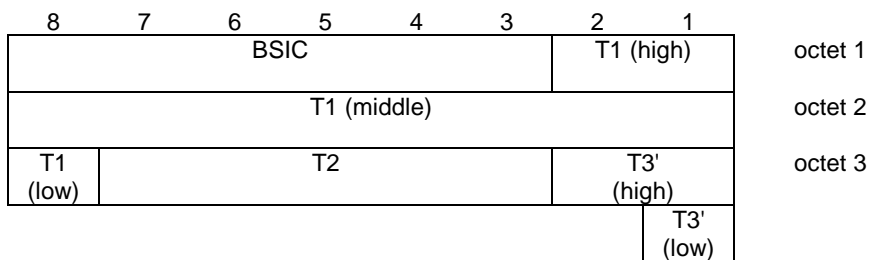 8 7 6 5 4 3 2 1
BSIC T1 (high) octet 1
T1 (middle) octet 2
T1 T2 T3' octet 3
(low) (high)
T3'
(low)